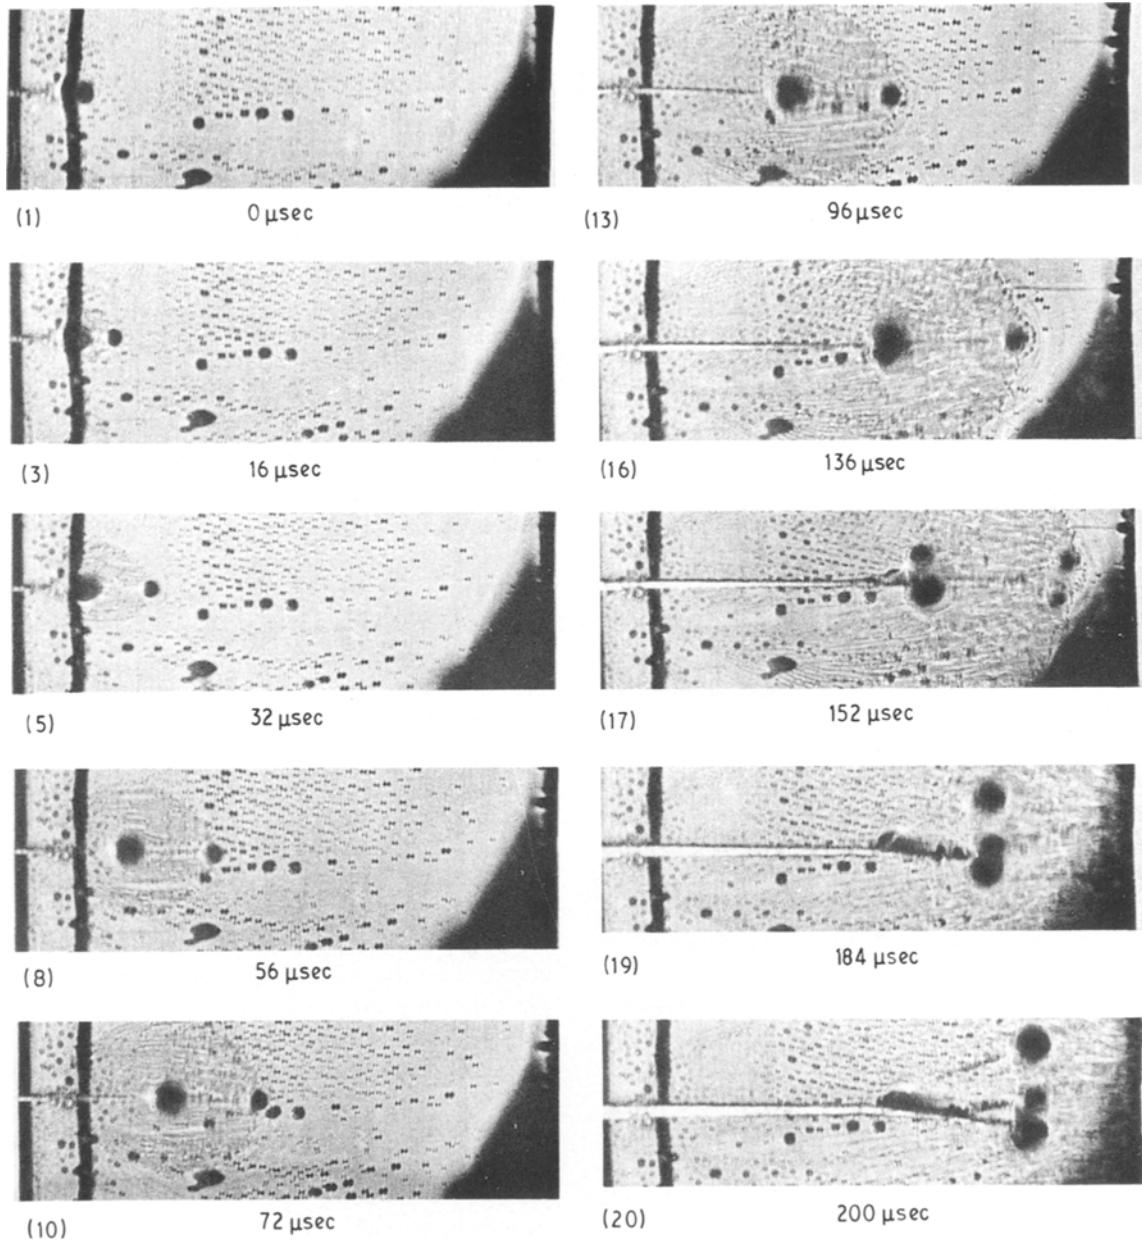 (1) 0 μsec
(3) 16 μsec
(5) 32 μsec
(8) 56 μsec
(10) 72 μsec
(13) 96 μsec
(16) 136 μsec
(17) 152 μsec
(19) 184 μsec
(20) 200 μsec